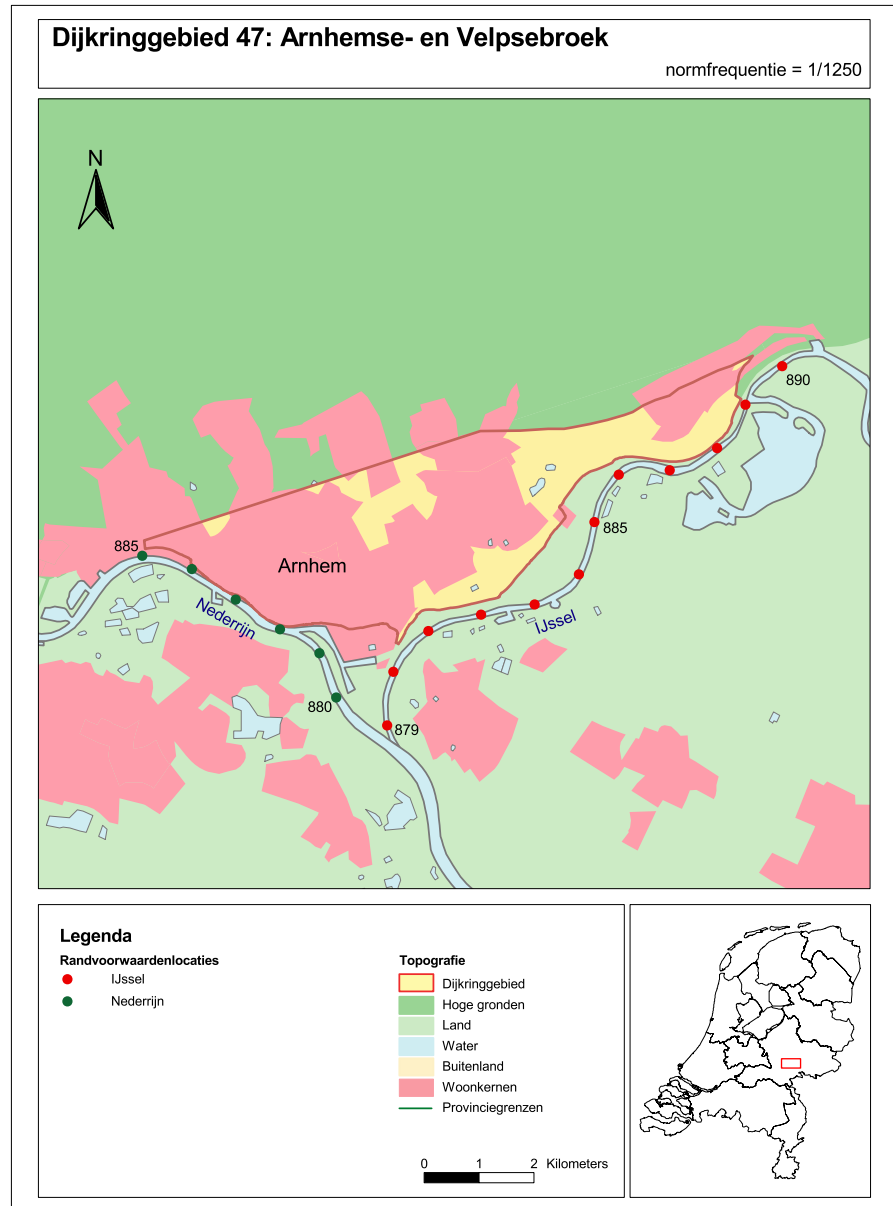 Dijkringgebied 47: Arnhemse- en Velpsebroek
normfrequentie = 1/1250
N
890
885
885
Arnhem
Nederrijn
IJssel
880
879
Legenda
Randvoorwaardenlocaties
IJssel
Nederrijn
Topografie
Dijkringgebied
Hoge gronden
Land
Water
Buitenland
Woonkernen
Provinciegrenzen
0 1 2 Kilometers